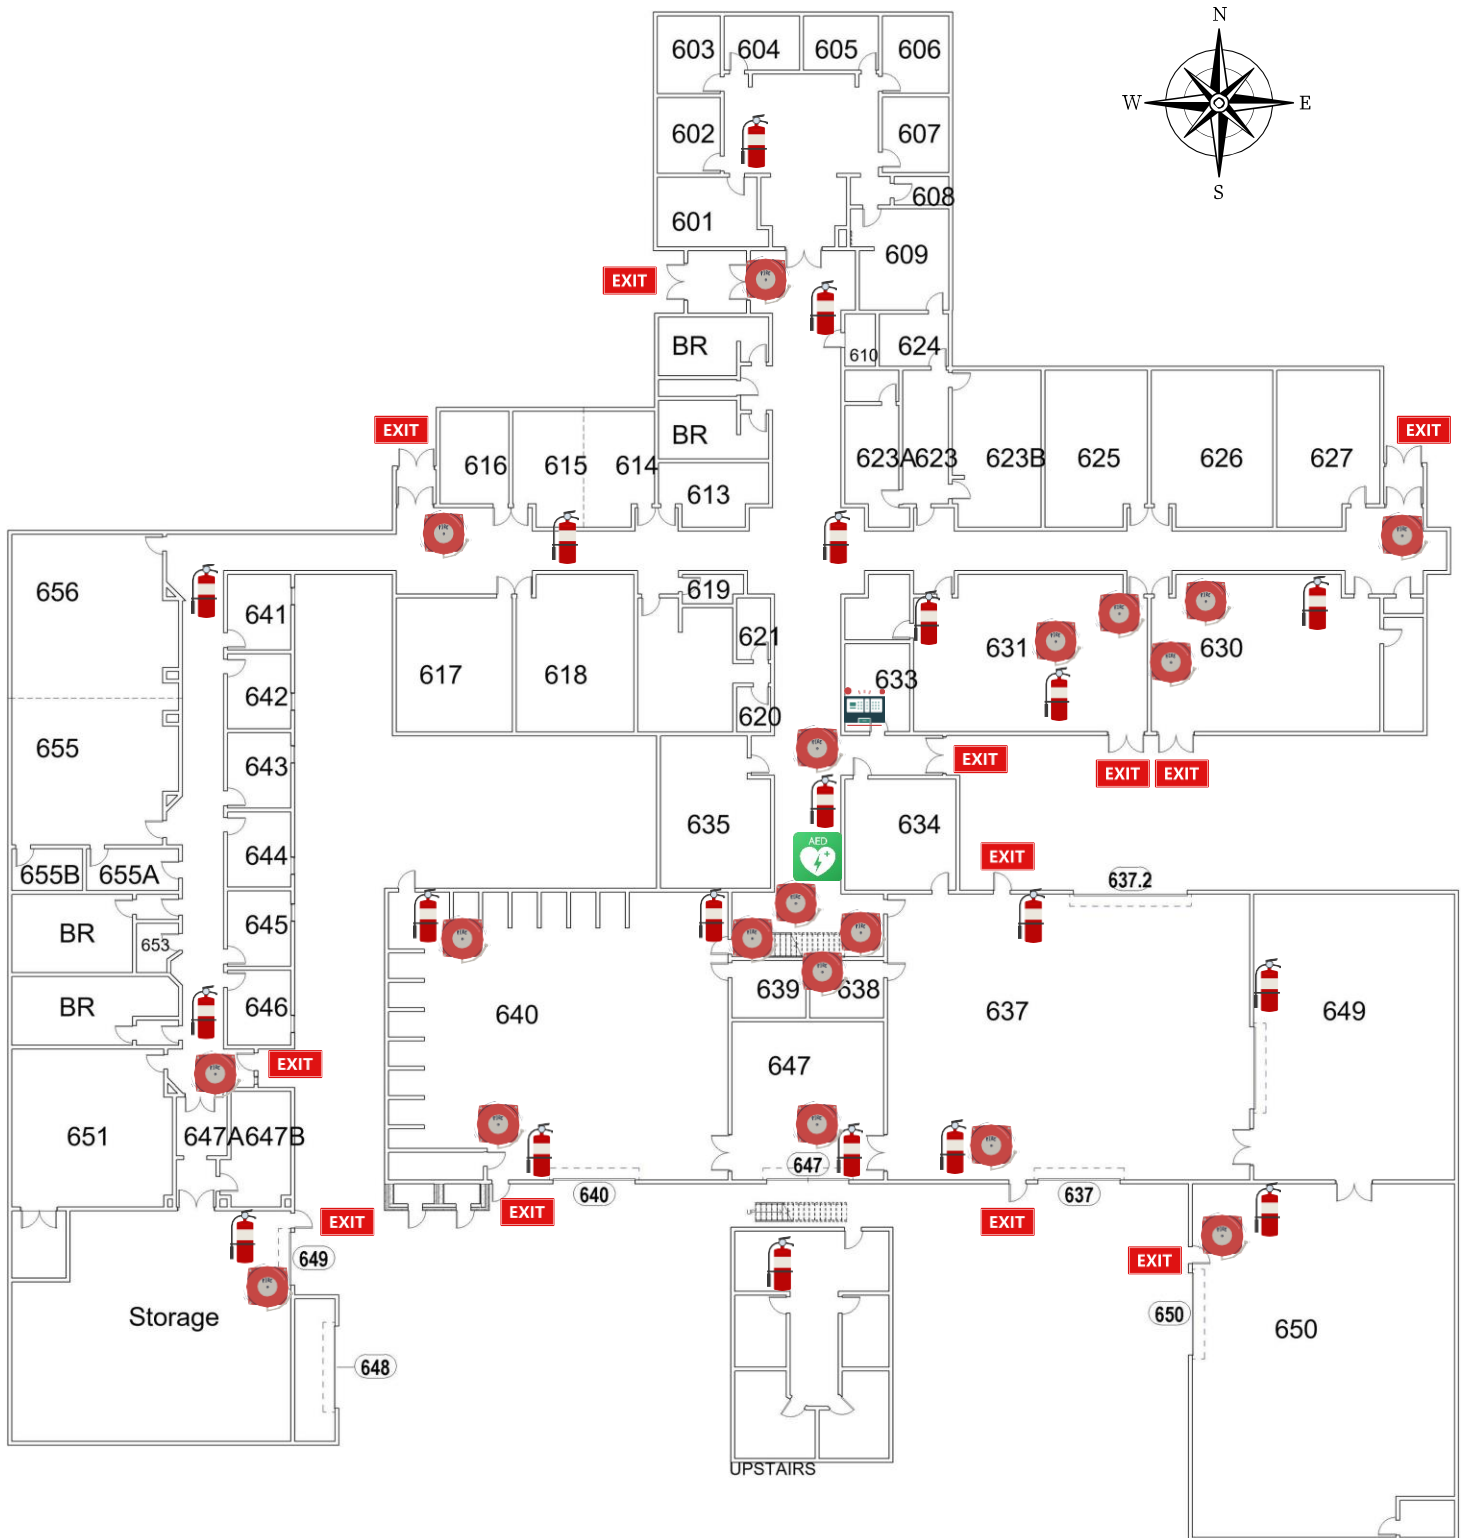 N
603 604 605 606
W E
602 607
S
608
601
609
EXIT
BR 624
610
EXIT EXIT
BR
616 615 614 623A 623 623B 625 626 627
613
656 619
641 621
631 630
617 618 633
642
620
655 EXIT
643 EXIT EXIT
635 634
AED
644 EXIT
655B 655A 637.2
645
BR
653
639 638
BR 646 640 637 649
EXIT
647
651 647A 647B
647
640 637
EXIT
EXIT EXIT
UP
649 EXIT
Storage 650 650
648
UPSTAIRS